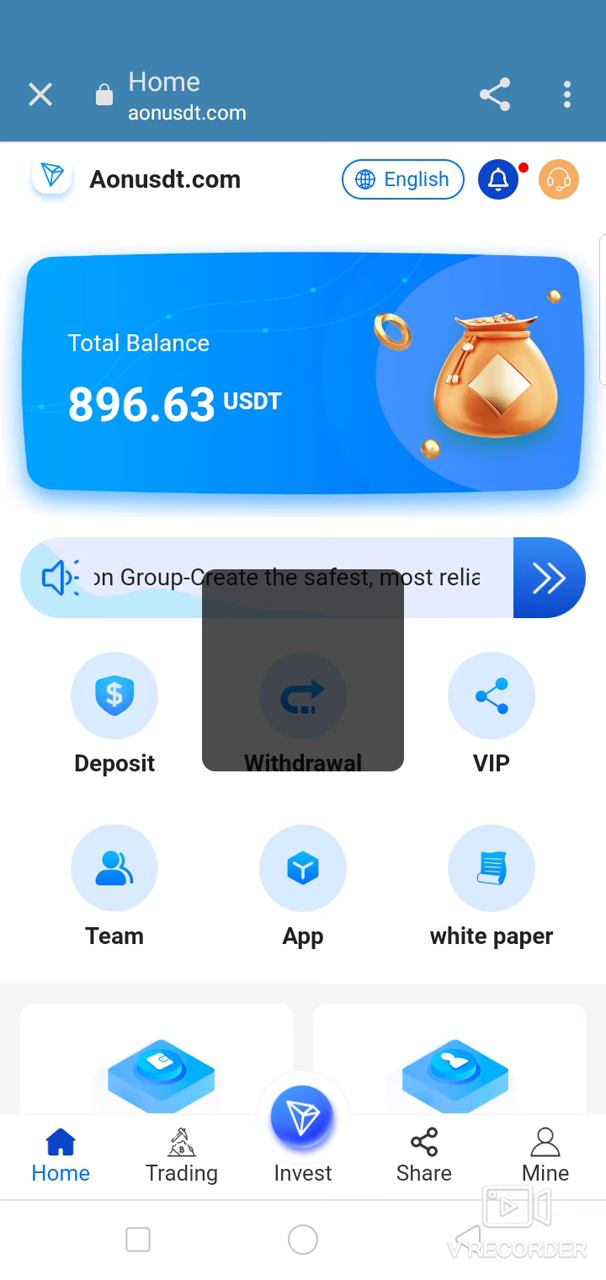 Home
aonusdt.com
Aonusdt.com
English
Total Balance
896.63 USDT
on Group-Create the safest, most relia
Deposit
Withdrawal
VIP
Team
App
white paper
Home
Trading
Invest
Share
Mine
V RECORDER